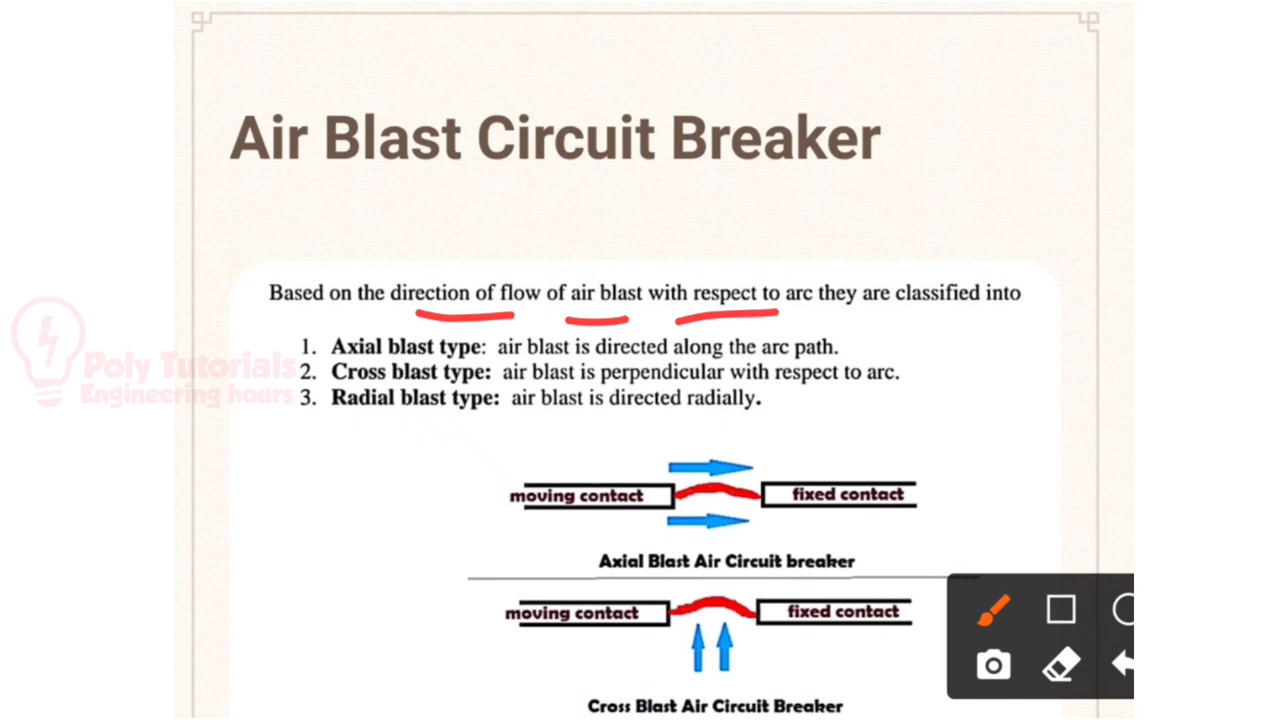 Air Blast Circuit Breaker
Based on the direction of flow of air blast with respect to arc they are classified into
1. Axial blast type: air blast is directed along the arc path.
2. Cross blast type: air blast is perpendicular with respect to arc.
3. Radial blast type: air blast is directed radially.
Poly Tutorials
Engineering hours
moving contact fixed contact
Axial Blast Air Circuit breaker
moving contact fixed contact
Cross Blast Air Circuit Breaker